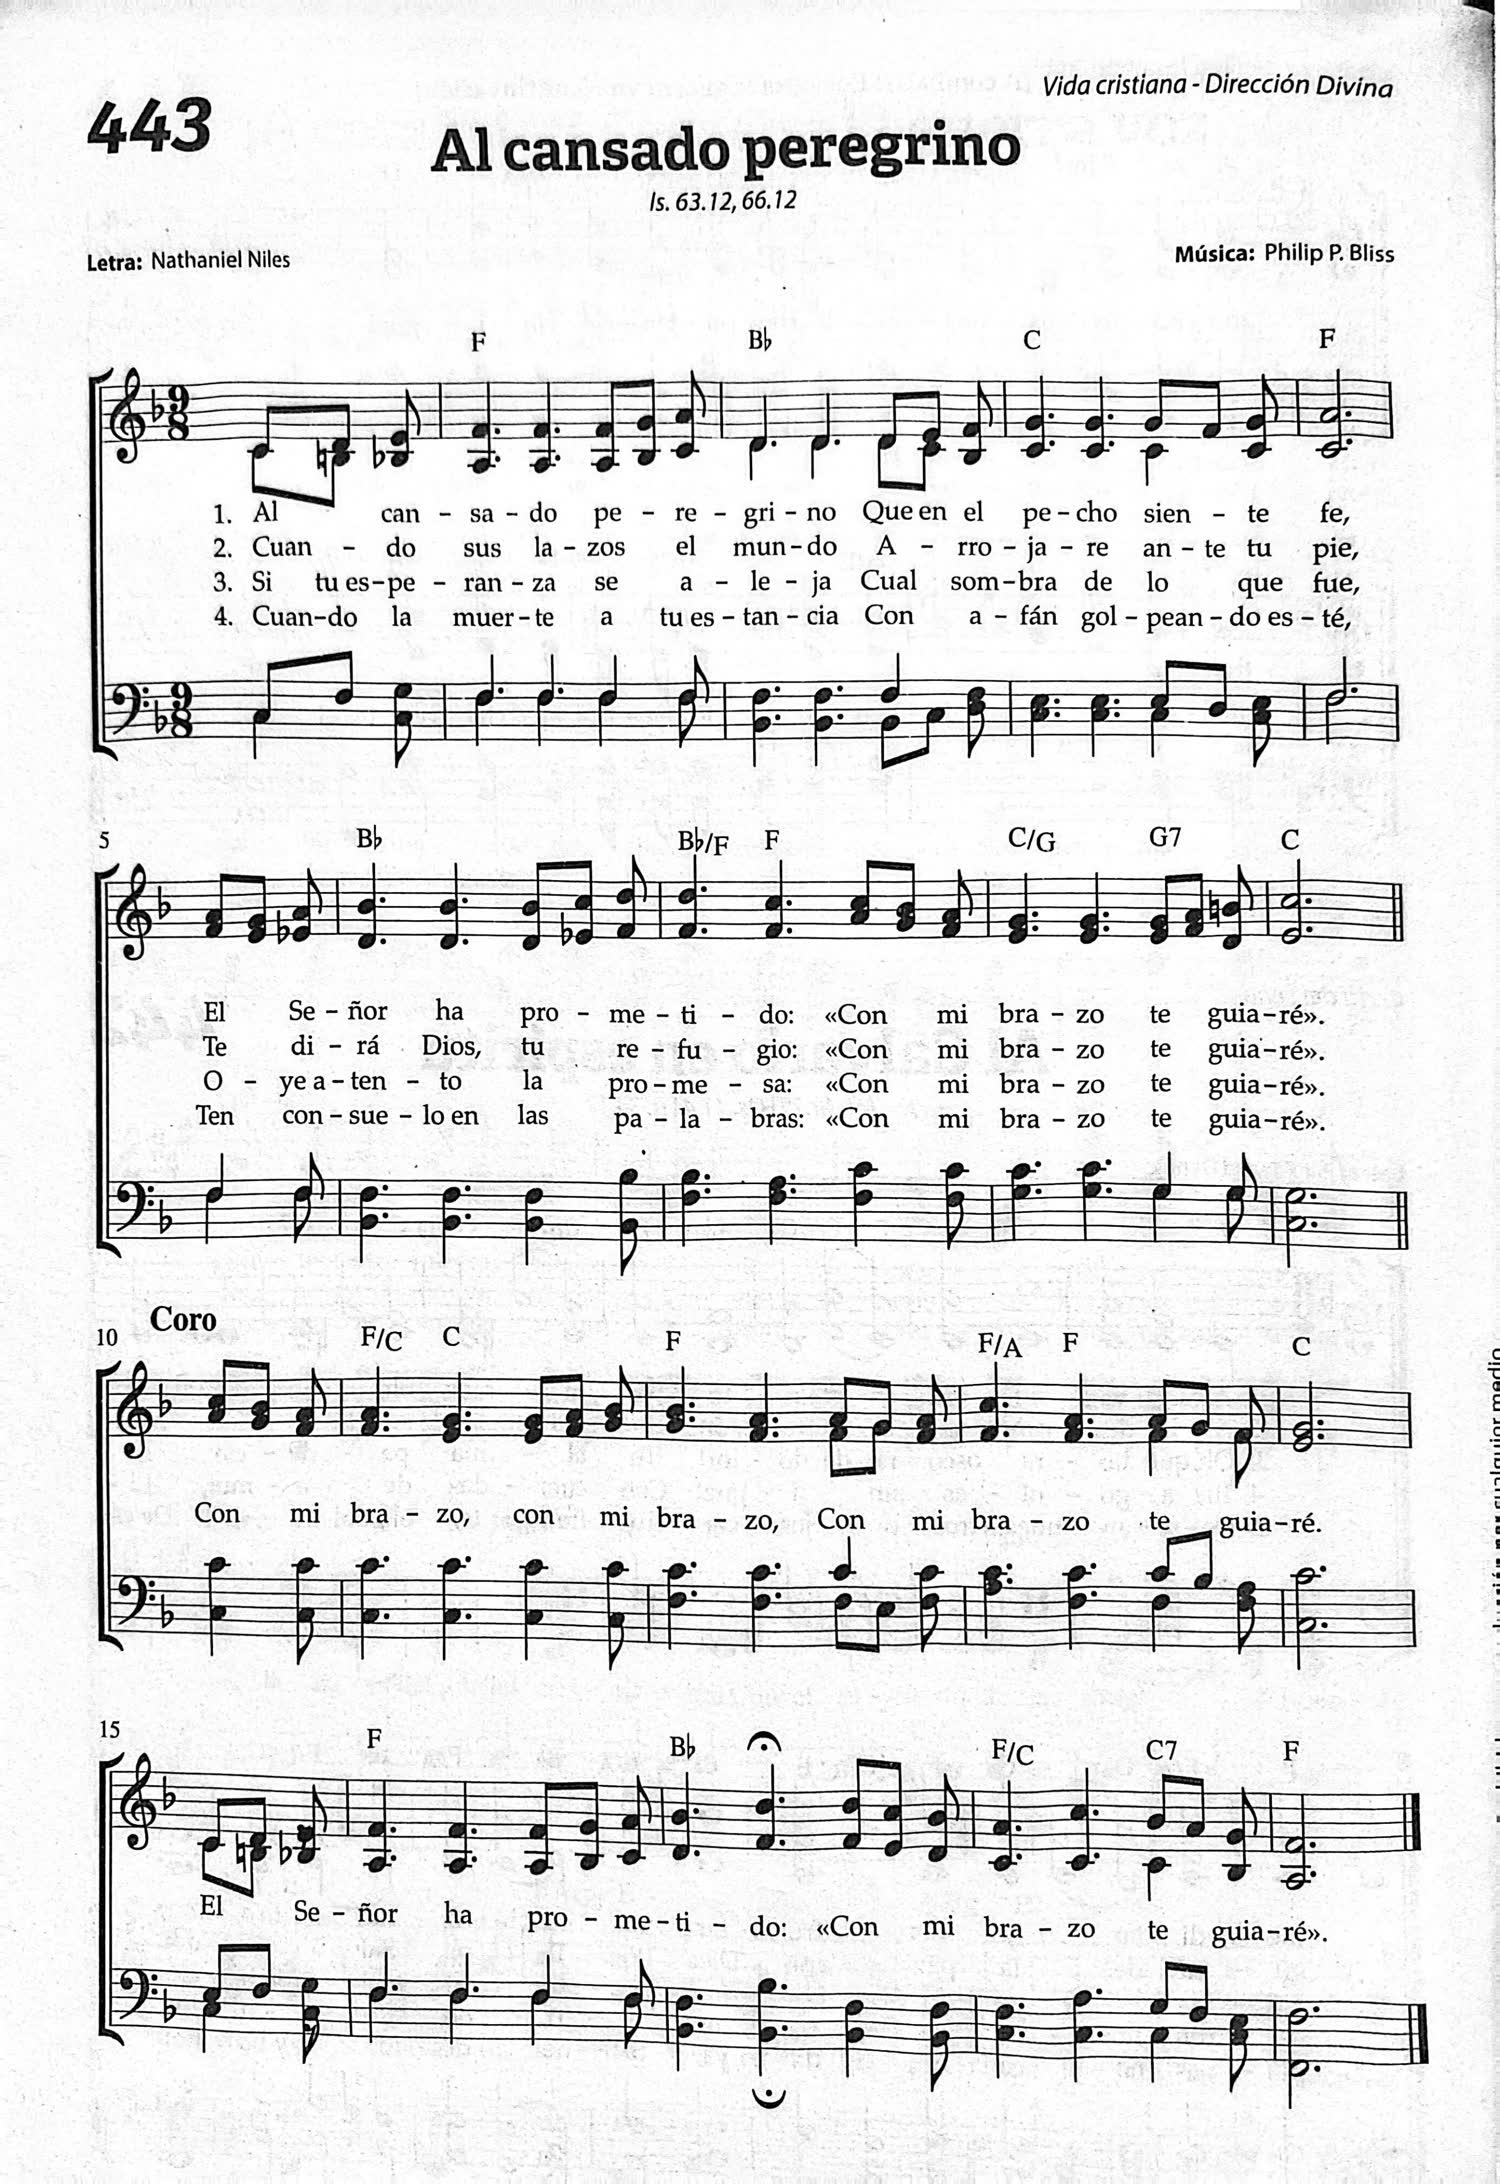 Vida cristiana - Dirección Divina
443
Al cansado peregrino
Is. 63.12, 66.12
Letra: Nathaniel Niles
Música: Philip P. Bliss
F B♭ C F
9 8
1. Al can - sa - do pe - re - gri - no Que en el pe - cho sien - te fe,
2. Cuan - do sus la - zos el mun - do A - rro - ja - re an - te tu pie,
3. Si tu es - pe - ran - za se a - le - ja Cual som - bra de lo que fue,
4. Cuan - do la muer - te a tu es - tan - cia Con a - fán gol - pean - do es - té,
9 8
5
B♭ B♭/F F C/G G7 C
El Se - ñor ha pro - me - ti - do: «Con mi bra - zo te guia - ré».
Te di - rá Dios, tu re - fu - gio: «Con mi bra - zo te guia - ré».
O - ye a - ten - to la pro - me - sa: «Con mi bra - zo te guia - ré».
Ten con - sue - lo en las pa - la - bras: «Con mi bra - zo te guia - ré».
Coro
10
F/C C F F/A F C
Con mi bra - zo, con mi bra - zo, Con mi bra - zo te guia - ré.
15
F B♭ F/C C7 F
El Se - ñor ha pro - me - ti - do: «Con mi bra - zo te guia - ré».